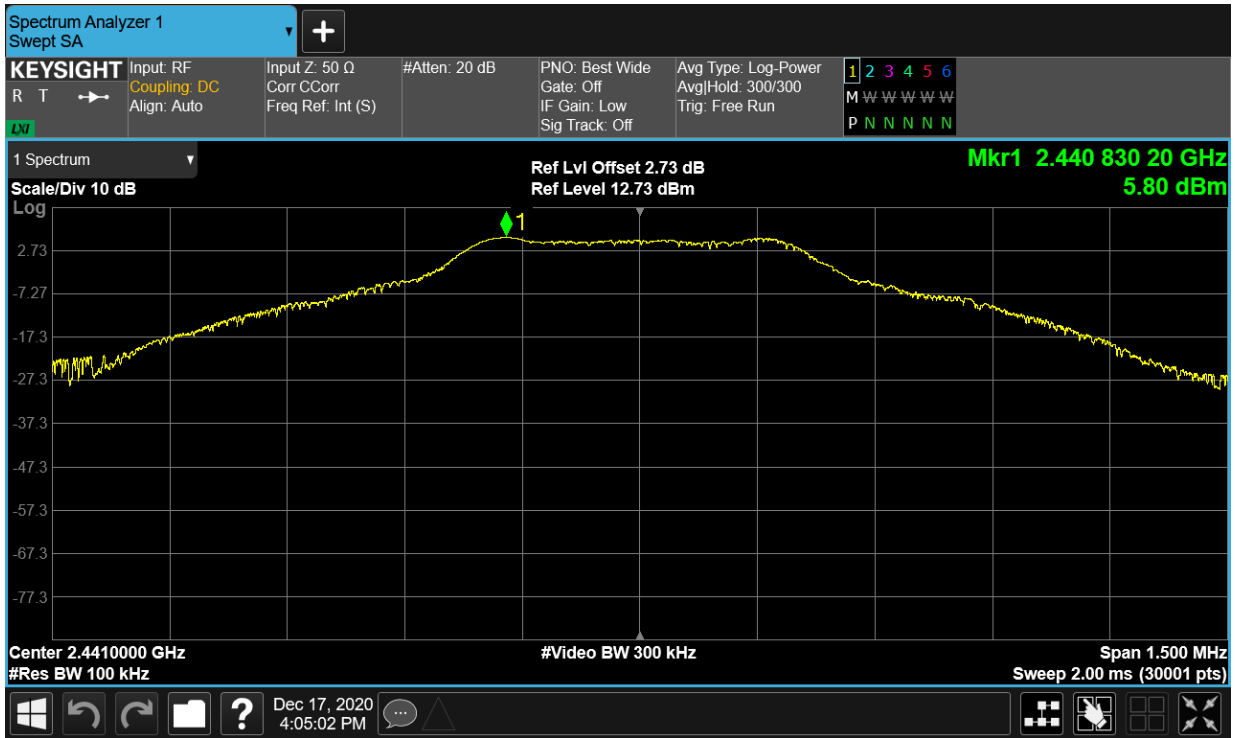 Spectrum Analyzer 1
Swept SA
KEYSIGHT
R T
LXI
Input: RF
Coupling: DC
Align: Auto
Input Z: 50 Ω
Corr CCorr
Freq Ref: Int (S)
#Atten: 20 dB
PNO: Best Wide
Gate: Off
IF Gain: Low
Sig Track: Off
Avg Type: Log-Power
Avg|Hold: 300/300
Trig: Free Run
1 2 3 4 5 6
M W W W W W
P N N N N N
1 Spectrum
Scale/Div 10 dB
Log
Ref Lvl Offset 2.73 dB
Ref Level 12.73 dBm
Mkr1 2.440 830 20 GHz
5.80 dBm
1
2.73
-7.27
-17.3
-27.3
-37.3
-47.3
-57.3
-67.3
-77.3
Center 2.4410000 GHz
#Res BW 100 kHz
#Video BW 300 kHz
Span 1.500 MHz
Sweep 2.00 ms (30001 pts)
?
Dec 17, 2020
4:05:02 PM